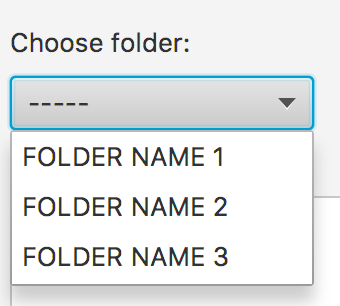 Choose folder:
-----
FOLDER NAME 1
FOLDER NAME 2
FOLDER NAME 3